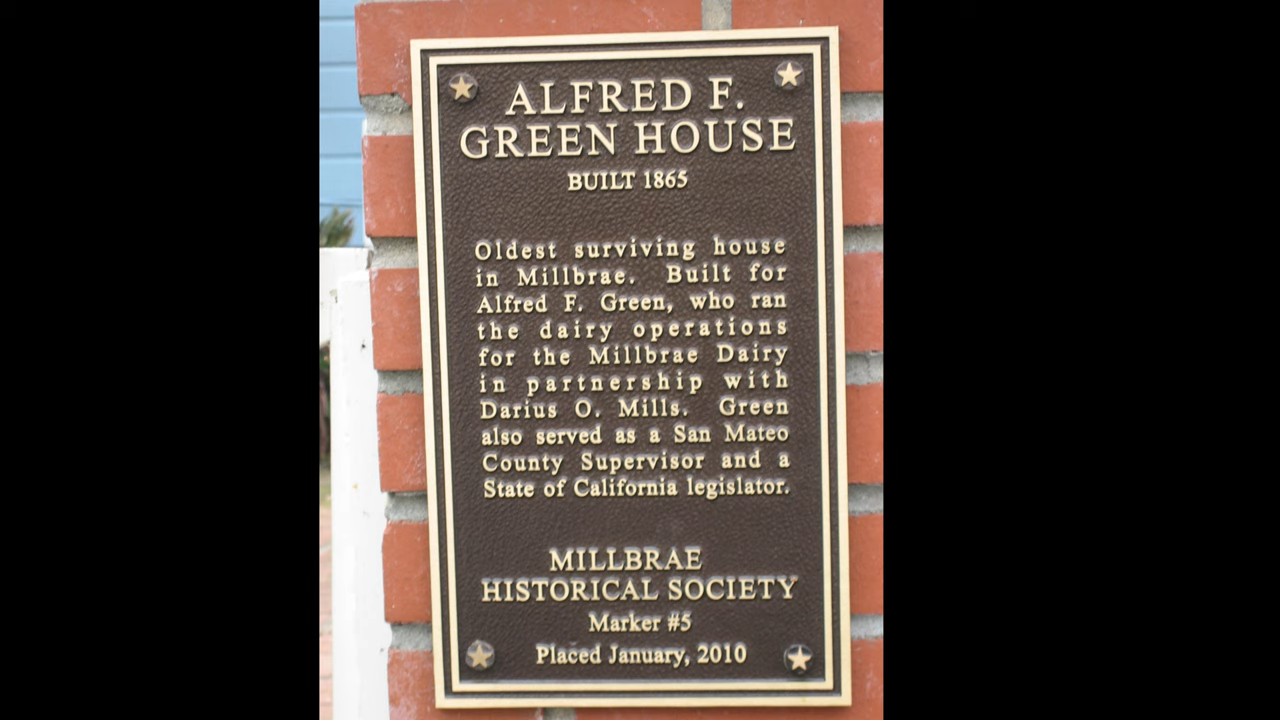 ALFRED F.
GREEN HOUSE
BUILT 1865
Oldest surviving house
in Millbrae. Built for
Alfred F. Green, who ran
the dairy operations
for the Millbrae Dairy
in partnership with
Darius O. Mills. Green
also served as a San Mateo
County Supervisor and a
State of California legislator.
MILLBRAE
HISTORICAL SOCIETY
Marker #5
Placed January, 2010